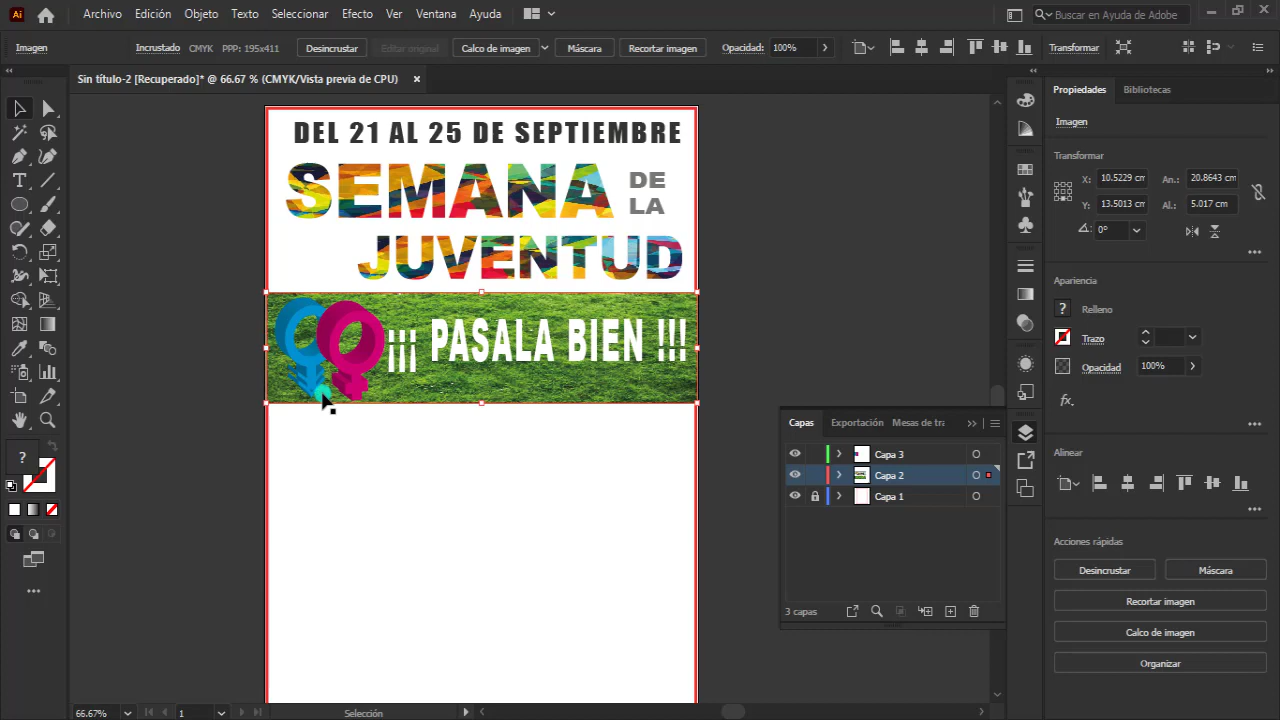 Ai Archivo Edición Objeto Texto Seleccionar Efecto Ver Ventana Ayuda Buscar en Ayuda de Adobe
Imagen Incrustado CMYK PPP: 195x411 Desincrustar Editar original Calco de imagen Máscara Recortar imagen Opacidad: 100% Transformar
Sin título-2 [Recuperado]* @ 66.67 % (CMYK/Vista previa de CPU) ×
DEL 21 AL 25 DE SEPTIEMBRE
SEMANA DE
LA
JUVENTUD
¡¡¡ PASALA BIEN !!!
Propiedades Bibliotecas
Imagen
Transformar
X: 10.5229 cm An.: 20.8643 cm
Y: 13.5013 cm Al.: 5.017 cm
0°
Apariencia
? Relleno
Trazo
Opacidad 100%
fx.
Alinear
Acciones rápidas
Desincrustar Máscara
Recortar imagen
Calco de imagen
Organizar
Capas Exportación Mesas de tra
Capa 3
Capa 2
Capa 1
3 capas
?
66.67% 1 Selección